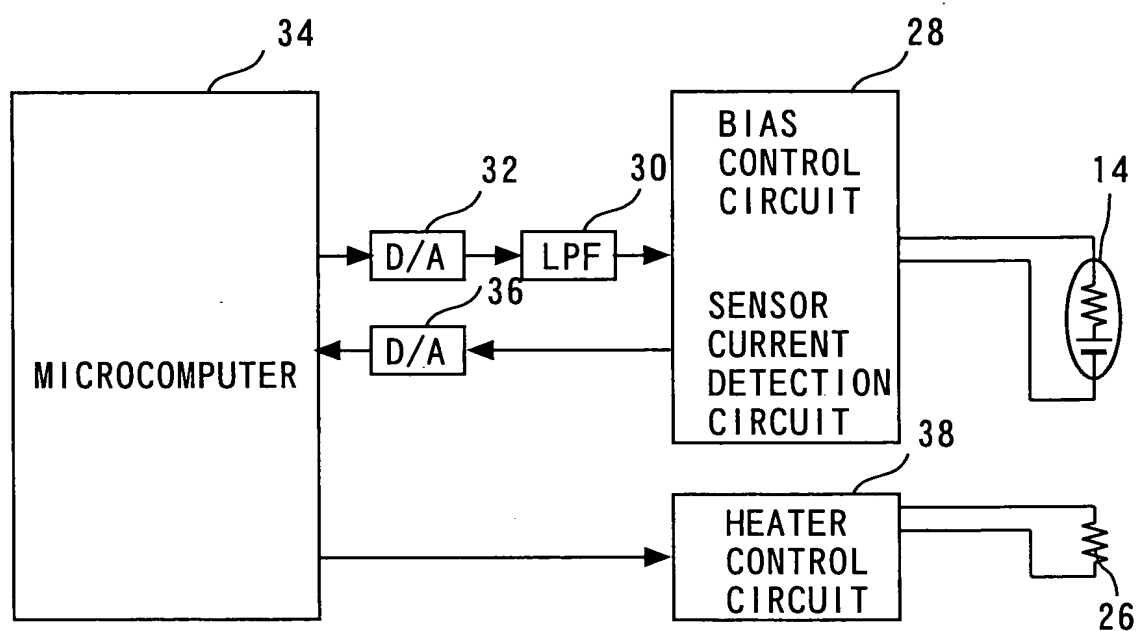 34
28
32
30
14
BIAS
CONTROL
CIRCUIT
D/A
LPF
36
SENSOR
CURRENT
DETECTION
CIRCUIT
D/A
MICROCOMPUTER
38
HEATER
CONTROL
CIRCUIT
26